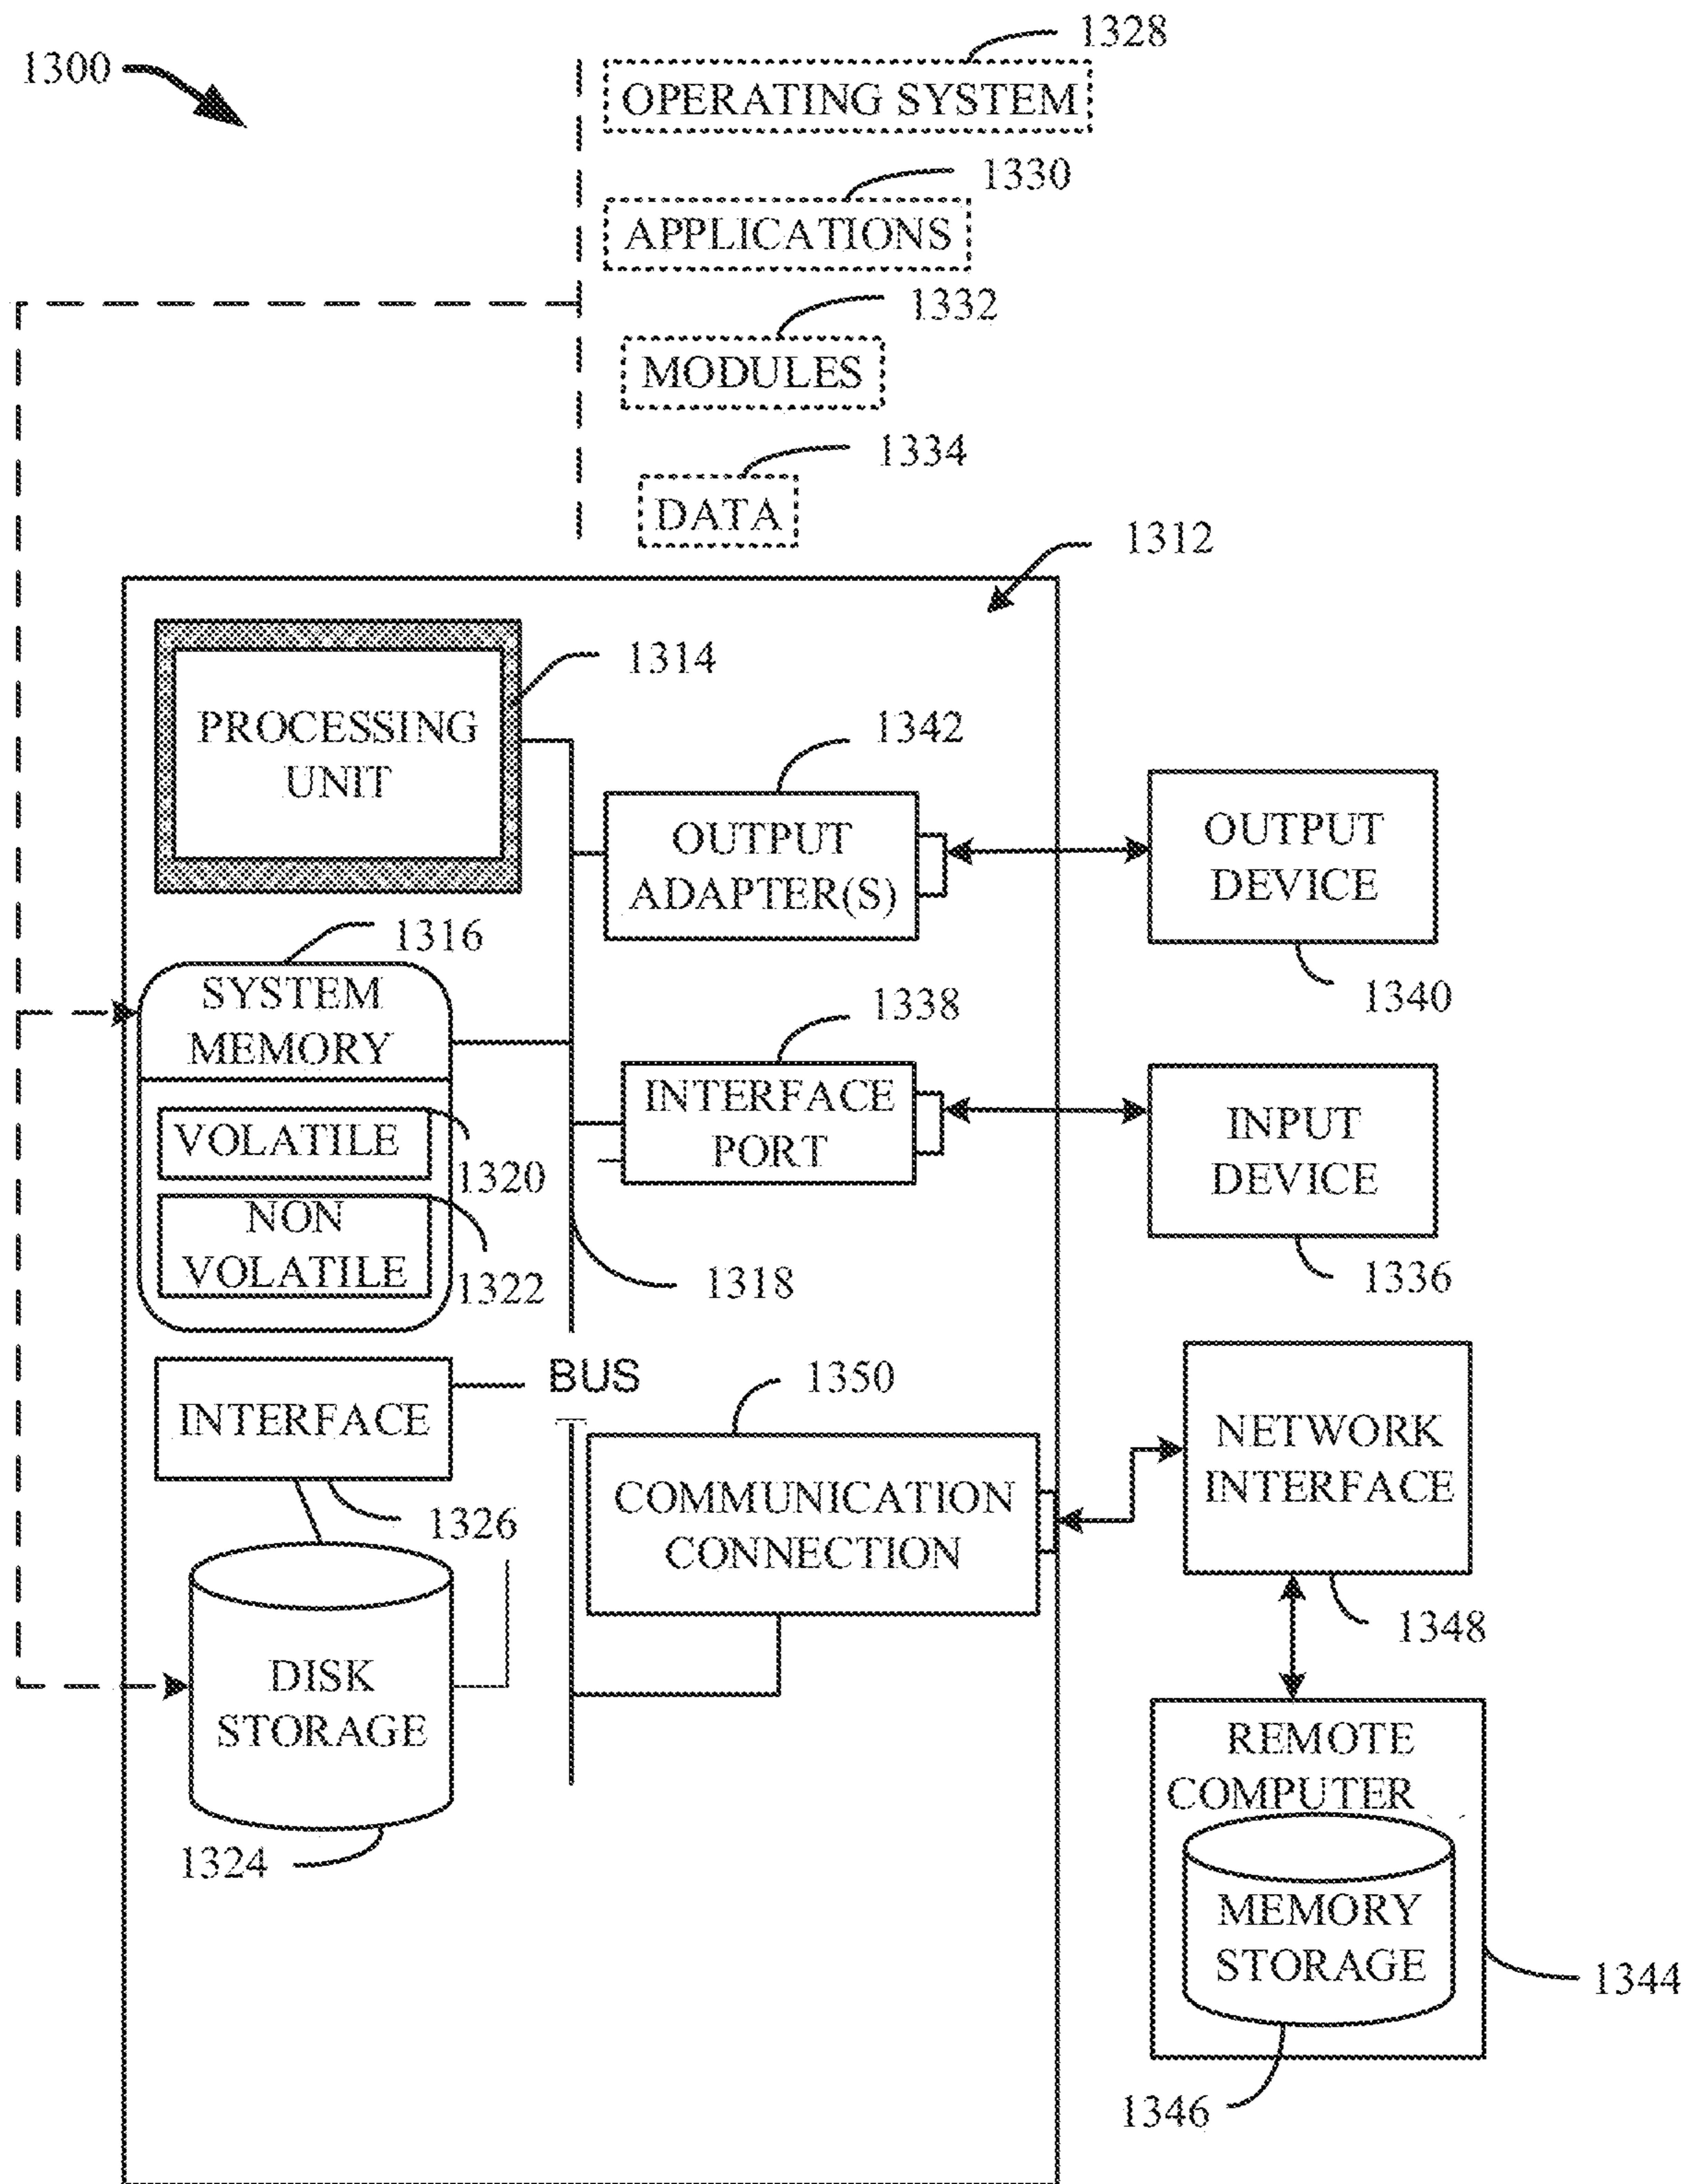 1328
1300
OPERATING SYSTEM
1330
APPLICATIONS
1332
MODULES
1334
DATA
1312
1314
PROCESSING
UNIT
1342
OUTPUT
ADAPTER(S)
OUTPUT
DEVICE
1340
1316
SYSTEM
MEMORY
1338
INTERFACE
PORT
INPUT
DEVICE
1336
VOLATILE
1320
NON
VOLATILE
1322
1318
BUS
1350
INTERFACE
1326
COMMUNICATION
CONNECTION
NETWORK
INTERFACE
1348
DISK
STORAGE
1324
REMOTE
COMPUTER
MEMORY
STORAGE
1344
1346